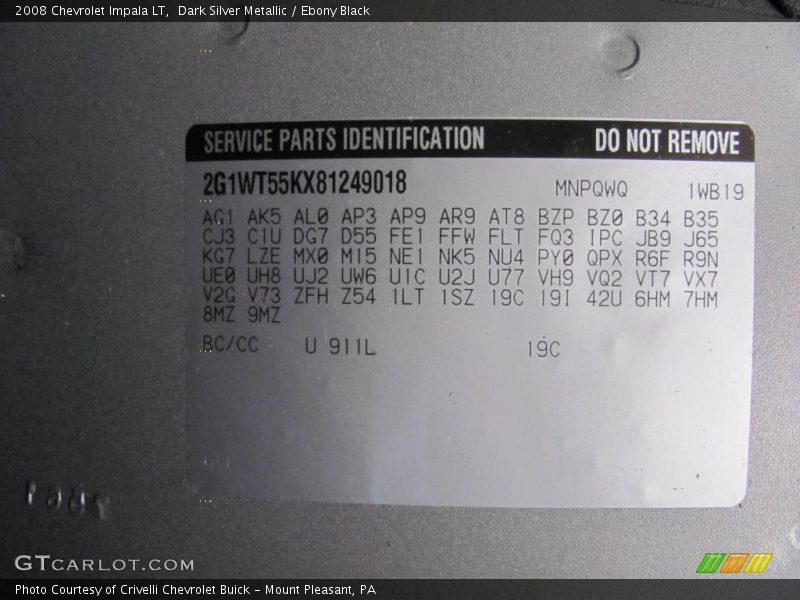 2008 Chevrolet Impala LT,  Dark Silver Metallic / Ebony Black
SERVICE PARTS IDENTIFICATION DO NOT REMOVE
2G1WT55KX81249018 MNPQWQ 1WB19
AG1 AK5 AL0 AP3 AP9 AR9 AT8 BZP BZ0 B34 B35
CJ3 C1U DG7 D55 FE1 FFW FLT FQ3 IPC JB9 J65
KG7 LZE MX0 M15 NE1 NK5 NU4 PY0 QPX R6F R9N
UE0 UH8 UJ2 UW6 U1C U2J U77 VH9 VQ2 VT7 VX7
V2G V73 ZFH Z54 1LT 1SZ 19C 19I 42U 6HM 7HM
8MZ 9MZ
BC/CC U 911L 19C
GTCARLOT.COM
Photo Courtesy of Crivelli Chevrolet Buick – Mount Pleasant, PA